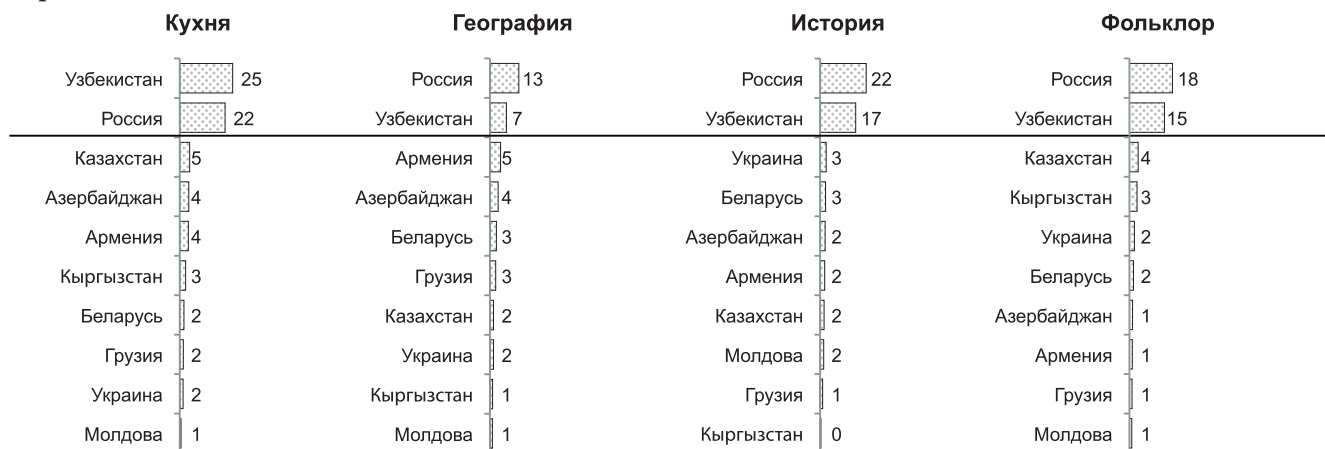 Кухня География История Фольклор
Узбекистан 25 Россия 13 Россия 22 Россия 18
Россия 22 Узбекистан 7 Узбекистан 17 Узбекистан 15
Казахстан 5 Армения 5 Украина 3 Казахстан 4
Азербайджан 4 Азербайджан 4 Беларусь 3 Кыргызстан 3
Армения 4 Беларусь 3 Азербайджан 2 Украина 2
Кыргызстан 3 Грузия 3 Армения 2 Беларусь 2
Беларусь 2 Казахстан 2 Казахстан 2 Азербайджан 1
Грузия 2 Украина 2 Молдова 2 Армения 1
Украина 2 Кыргызстан 1 Грузия 1 Грузия 1
Молдова 1 Молдова 1 Кыргызстан 0 Молдова 1